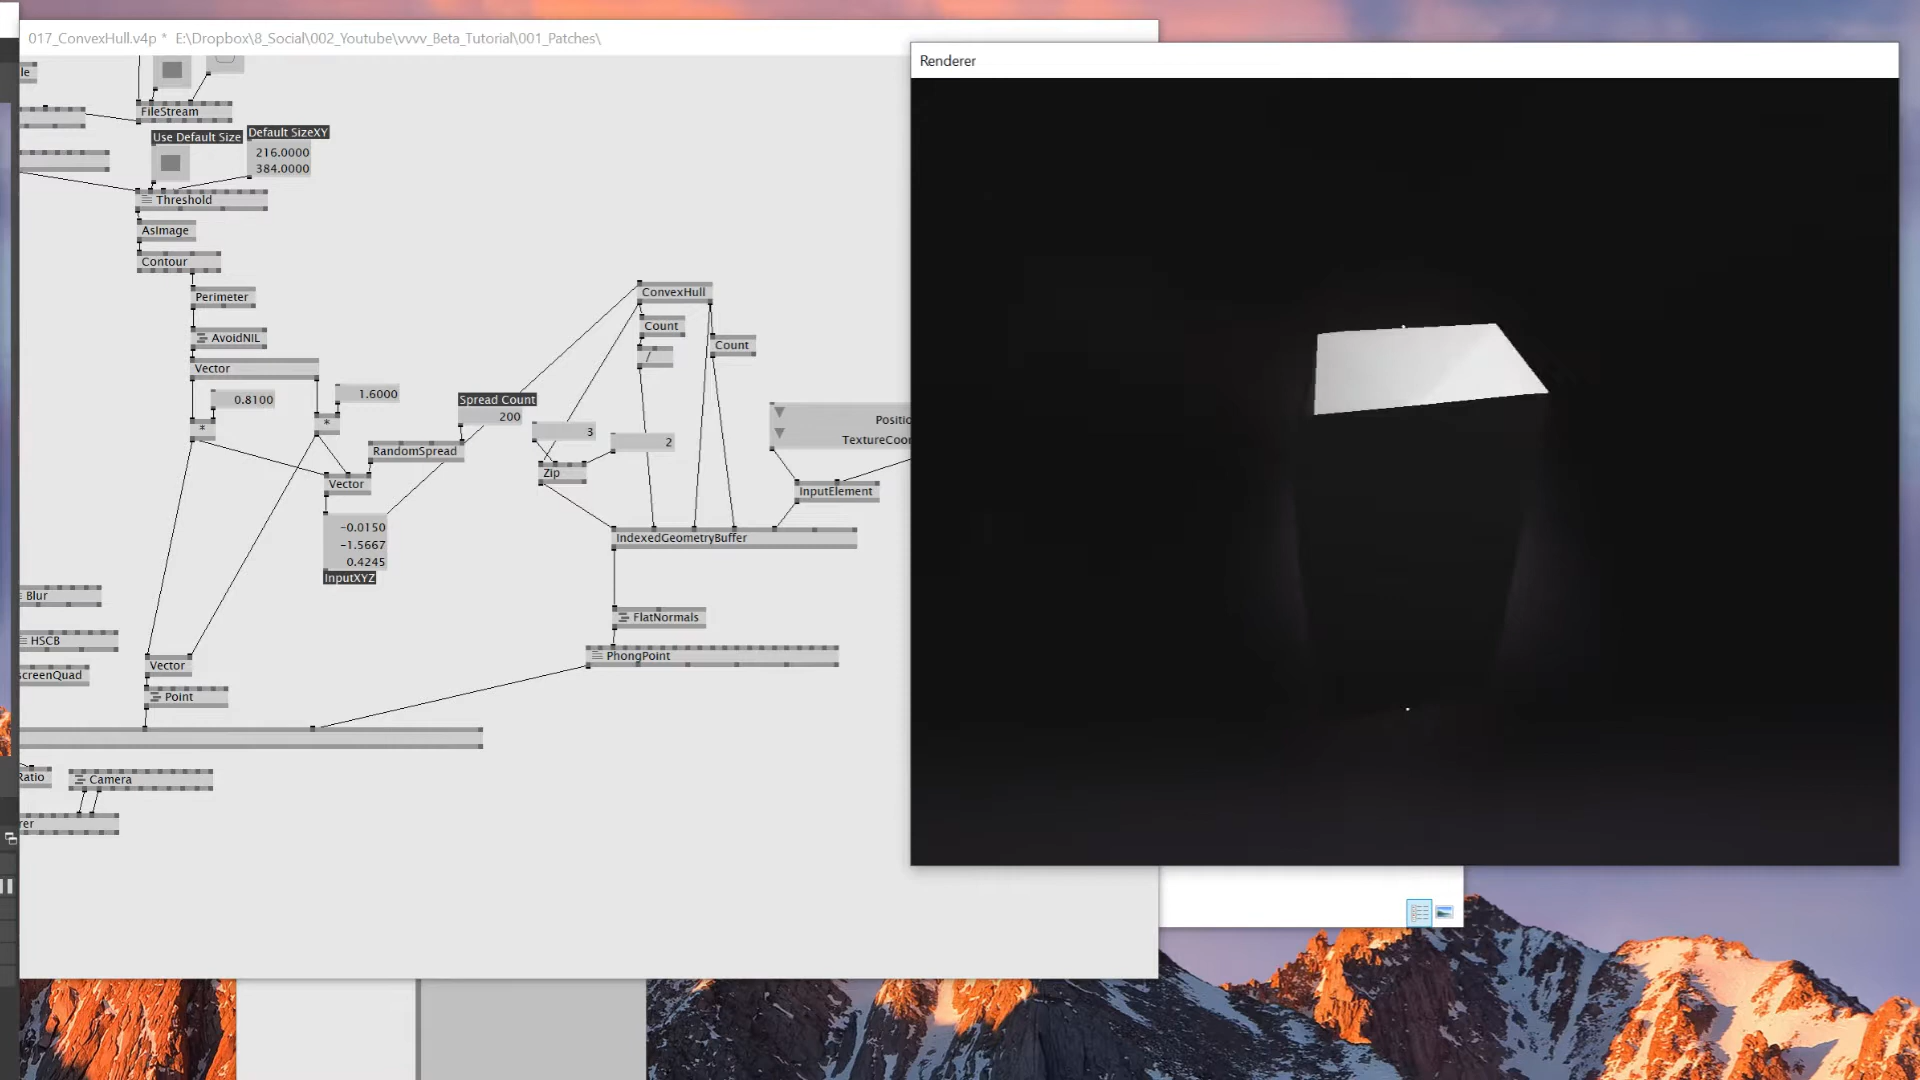 017_ConvexHull.v4p * E:\Dropbox\8_Social\002_Youtube\vvvv_Beta_Tutorial\001_Patches\
Renderer
le
FileStream
Use Default Size
Default SizeXY
216.0000
384.0000
Threshold
AsImage
Contour
Perimeter
AvoidNIL
Vector
0.8100
1.6000
*
*
Spread Count
200
RandomSpread
Vector
-0.0150
-1.5667
0.4245
InputXYZ
ConvexHull
Count
/
Count
3
2
Zip
Positio
TextureCoor
InputElement
IndexedGeometryBuffer
FlatNormals
PhongPoint
Blur
HSCB
screenQuad
Vector
Point
Ratio
Camera
rer